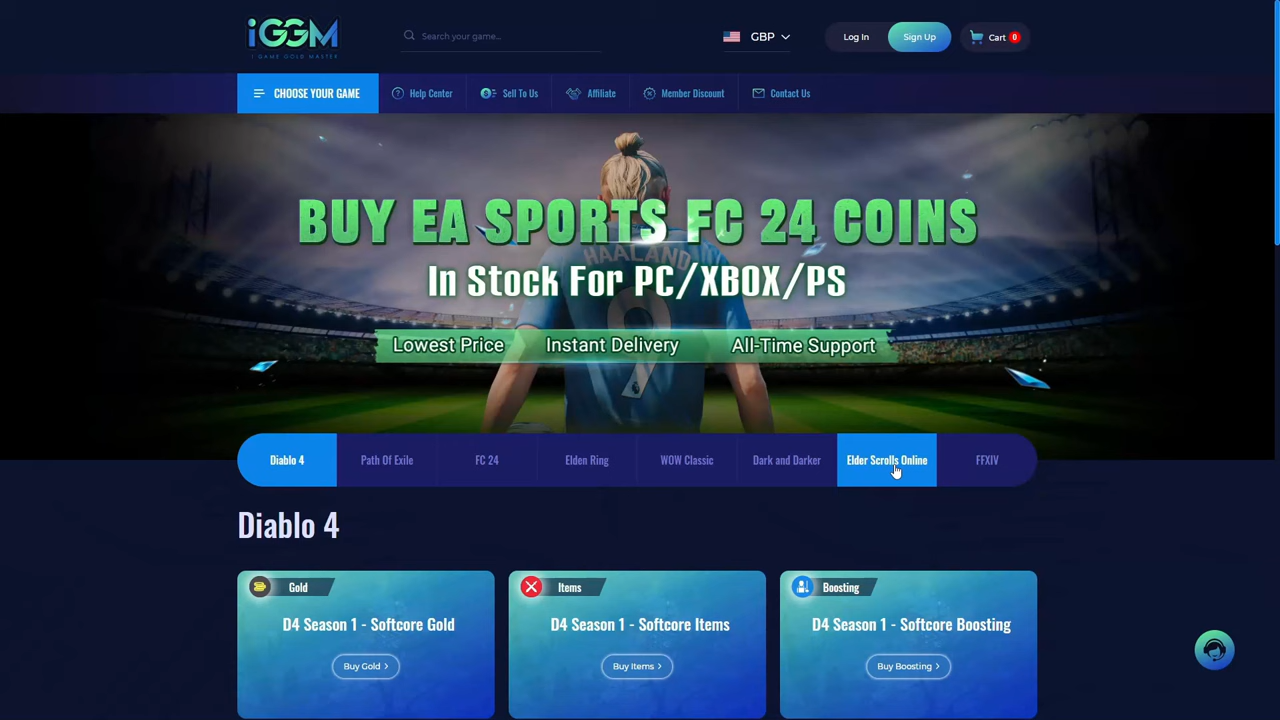 iGGM
I GAME GOLD MASTER
Search your game...
GBP
Log In
Sign Up
Cart 0
CHOOSE YOUR GAME
Help Center
Sell To Us
Affiliate
Member Discount
Contact Us
HAALAND
9
BUY EA SPORTS FC 24 COINS
In Stock For PC/XBOX/PS
Lowest Price Instant Delivery All-Time Support
Diablo 4
Path Of Exile
FC 24
Elden Ring
WOW Classic
Dark and Darker
Elder Scrolls Online
FFXIV
Diablo 4
Gold
D4 Season 1 - Softcore Gold
Buy Gold >
Items
D4 Season 1 - Softcore Items
Buy Items >
Boosting
D4 Season 1 - Softcore Boosting
Buy Boosting >